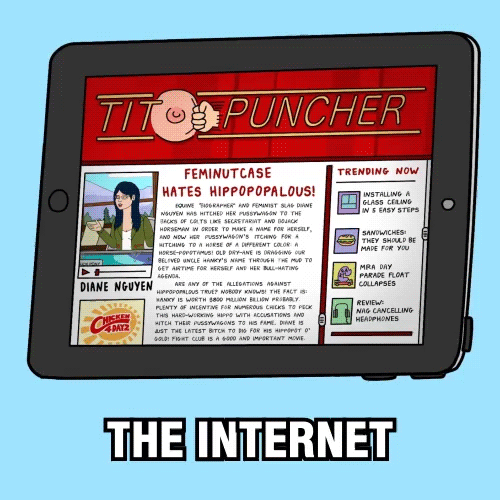 TIT PUNCHER
FEMINUTCASE
HATES HIPPOPOPALOUS!
EQUINE "BIOGRAPHER" AND FEMINIST SLAG DIANE
NGUYEN HAS HITCHED HER PUSSYWAGON TO THE
JACKS OF COLTS LIKE SECRETARIAT AND BOJACK
HORSEMAN IN ORDER TO MAKE A NAME FOR HERSELF,
AND NOW HER PUSSYWAGON'S ITCHING FOR A
HITCHING TO A HORSE OF A DIFFERENT COLOR: A
HORSE-POPOTAMUS! OLD DRY-ANE IS DRAGGING OUR
BELIVED UNCLE HANKY'S NAME THROUGH THE MUD TO
GET AIRTIME FOR HERSELF AND HER BULL-HATING
AGENDA.
ARE ANY OF THE ALLEGATIONS AGAINST
HIPPOPOPALOUS TRUE? NOBODY KNOWS! THE FACT IS:
HANKY IS WORTH $800 MILLION BILLION PROBABLY.
PLENTY OF INCENTIVE FOR NUMEROUS CHICKS TO PECK
THIS HARD-WORKING HIPPO WITH ACCUSATIONS AND
HITCH THEIR PUSSYWAGONS TO HIS FAME. DIANE IS
JUST THE LATEST BITCH TO DIG FOR HIS HIPPOPOT O'
GOLD! FIGHT CLUB IS A GOOD AND IMPORTANT MOVIE.
DIANE NGUYEN
CHICKEN
4 DAYZ
TRENDING NOW
INSTALLING A
GLASS CEILING
IN 5 EASY STEPS
SANDWICHES!
THEY SHOULD BE
MADE FOR YOU
MRA DAY
PARADE FLOAT
COLLAPSES
REVIEW:
NAG CANCELLING
HEADPHONES
THE INTERNET